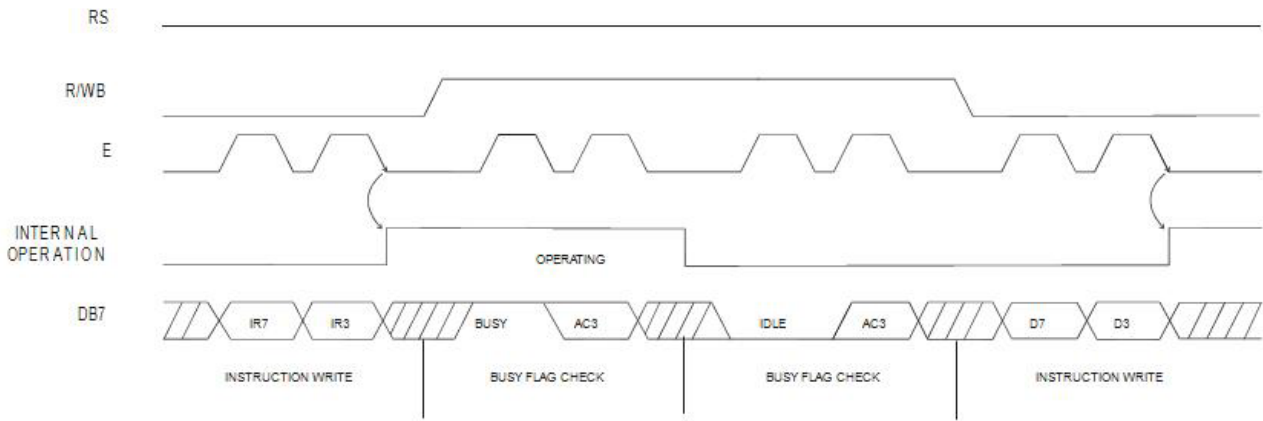 RS
R/WB
E
INTERNAL
OPERATION
OPERATING
DB7
IR7 IR3 BUSY AC3 IDLE AC3 D7 D3
INSTRUCTION WRITE BUSY FLAG CHECK BUSY FLAG CHECK INSTRUCTION WRITE